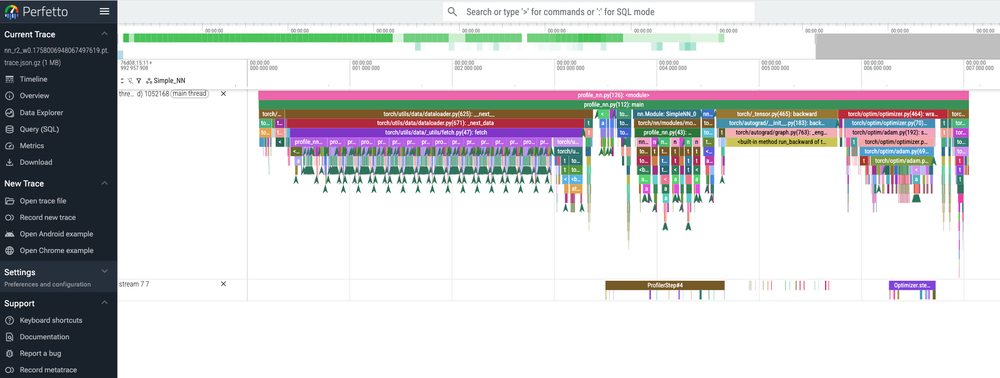 Perfetto
Search or type '>' for commands or ':' for SQL mode
Current Trace
nn_r2_w0.1758006948067497619.pt.
trace.json.gz (1 MB)
Timeline
Overview
Data Explorer
Query (SQL)
Metrics
Download
New Trace
Open trace file
Record new trace
Open Android example
Open Chrome example
Settings
Preferences and configuration
Support
Keyboard shortcuts
Documentation
Report a bug
Record metatrace
00:00:00 00:00:00 00:00:00 00:00:00 00:00:00 00:00:00 00:00:00 00:00:00 00:00:00 00:00:00
76d08:15:11+ 00:00:00 00:00:00 00:00:00 00:00:00 00:00:00 00:00:00 00:00:00 00:00:00
992 957 908 000 000 000 001 000 000 002 000 000 003 000 000 004 000 000 005 000 000 006 000 000 007 000 000
Simple_NN
thre... d) 1052168 main thread
profile_nn.py(126): <module>
profile_nn.py(112): main
torch/... torch/utils/data/dataloader.py(625): __next__ < to... nn.Module: SimpleNN_0 nn... torch/_tensor.py(465): backward torch/optim/optimizer.py(464): wra... torc...
to... t... torch/utils/data/dataloader.py(671): _next_data t a to... torch/nn/modules/mo... to... torch/autograd/__init__.py(183): back... torch/optim/optimizer.py(70)... t tor...
to... t... torch/utils/data/_utils/fetch.py(47): fetch t to... profile_nn.py(43): ... to... t torch/autograd/graph.py(763): _eng... torch/optim/adam.py(192): s... t tor...
< profile_nn... pro... pr... pro... pr... pr... pr... pro... pr... pr... pr... pr... pro... pr... torch/u... nn... n n... n n n t... <built-in method run_backward of t... t torch/optim/optimizer.p... to...
<... torch/u... to... t t... t t t <... torch/optim/adam.py(69... to...
a t to... to... t t... t t t a... t torch/optim/adam.p... t
t to... <b... t... < t < < t
< <b... a... < a a a t
at... a a
a
stream 7 7
ProfilerStep#4 Optimizer.ste...